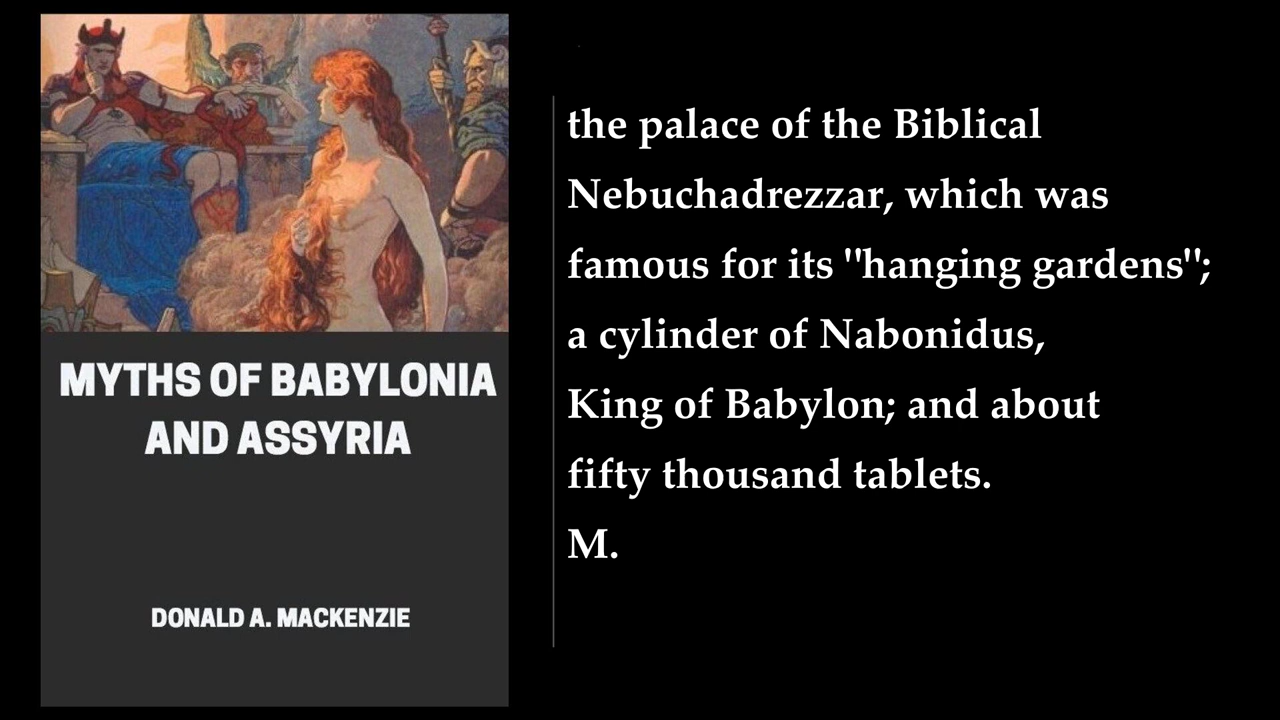 MYTHS OF BABYLONIA
AND ASSYRIA
DONALD A. MACKENZIE
the palace of the Biblical
Nebuchadrezzar, which was
famous for its "hanging gardens";
a cylinder of Nabonidus,
King of Babylon; and about
fifty thousand tablets.
M.